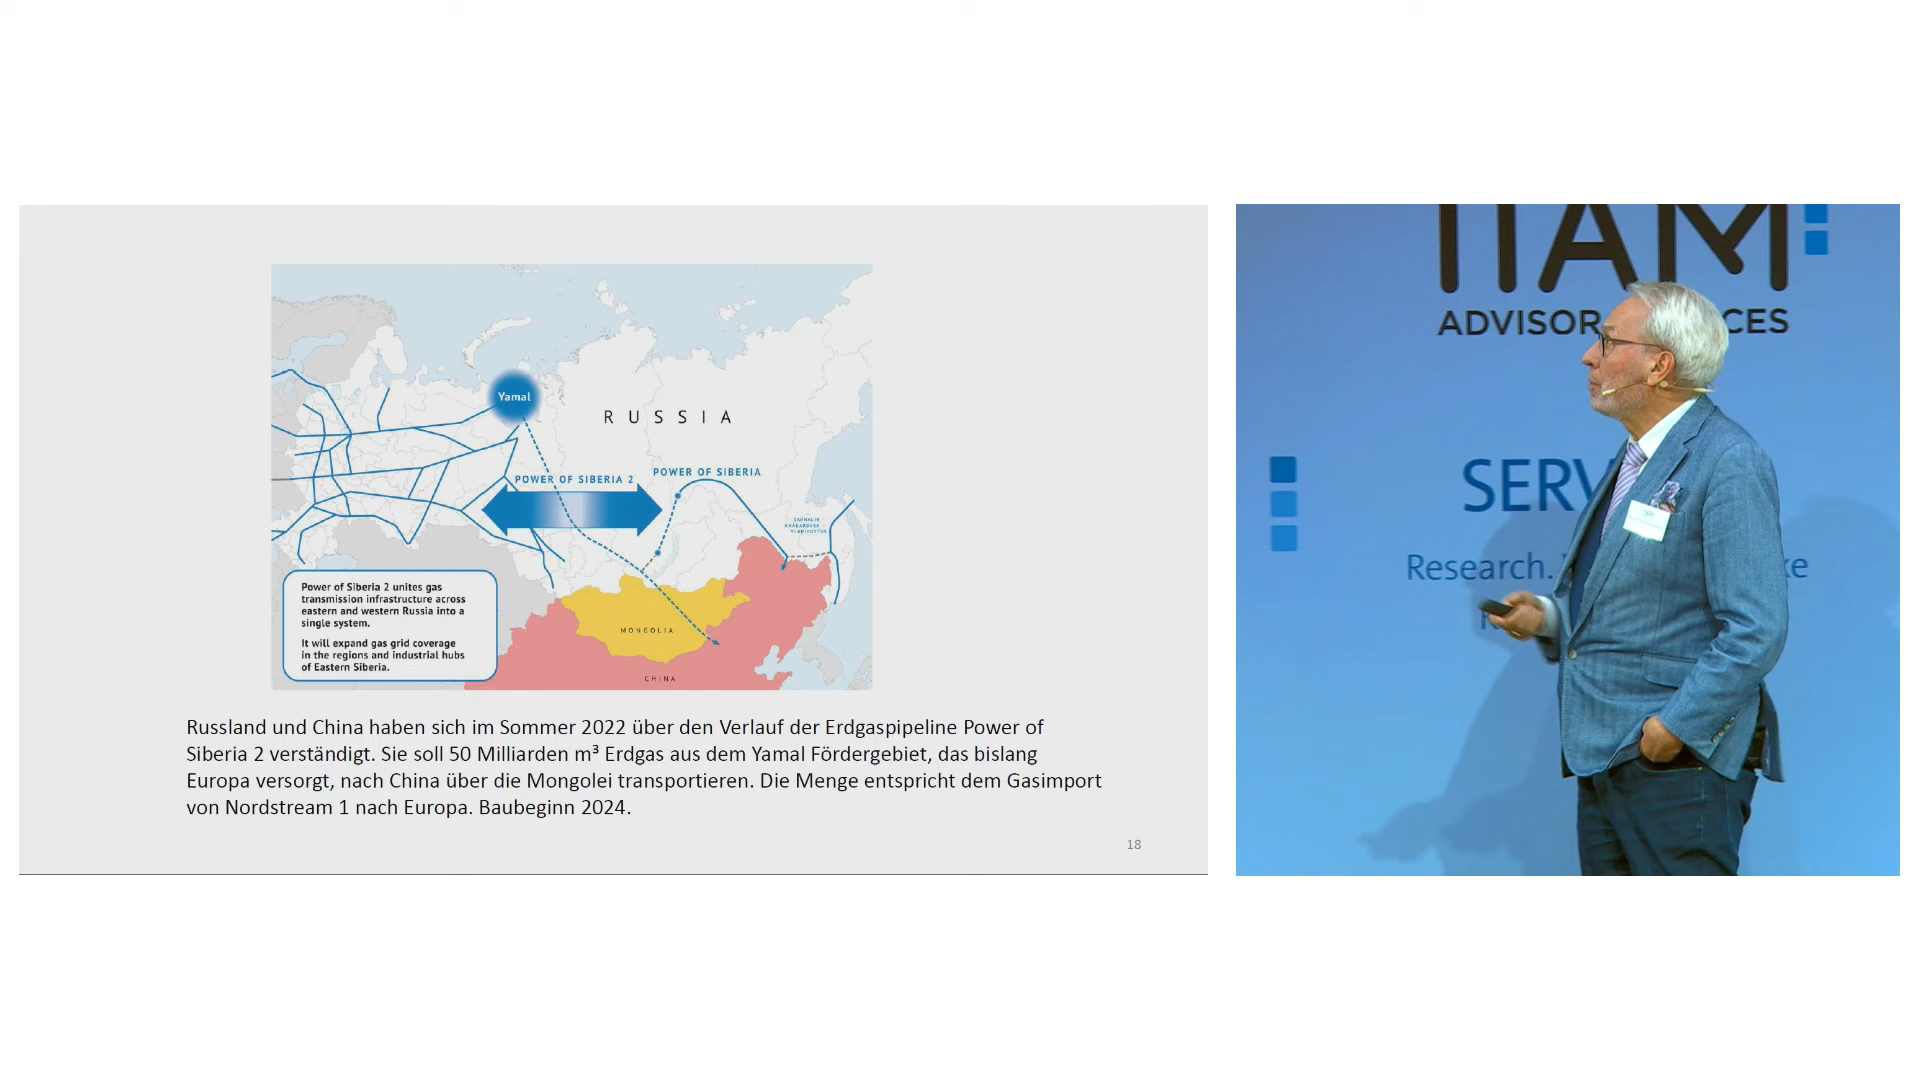 Yamal
RUSSIA
POWER OF SIBERIA 2
POWER OF SIBERIA
SAKHALIN –
KHABAROVSK –
VLADIVOSTOK
Power of Siberia 2 unites gas
transmission infrastructure across
eastern and western Russia into a
single system.
It will expand gas grid coverage
in the regions and industrial hubs
of Eastern Siberia.
MONGOLIA
CHINA
Russland und China haben sich im Sommer 2022 über den Verlauf der Erdgaspipeline Power of
Siberia 2 verständigt. Sie soll 50 Milliarden m³ Erdgas aus dem Yamal Fördergebiet, das bislang
Europa versorgt, nach China über die Mongolei transportieren. Die Menge entspricht dem Gasimport
von Nordstream 1 nach Europa. Baubeginn 2024.
18
ADVISOR CES
SERV
Research.